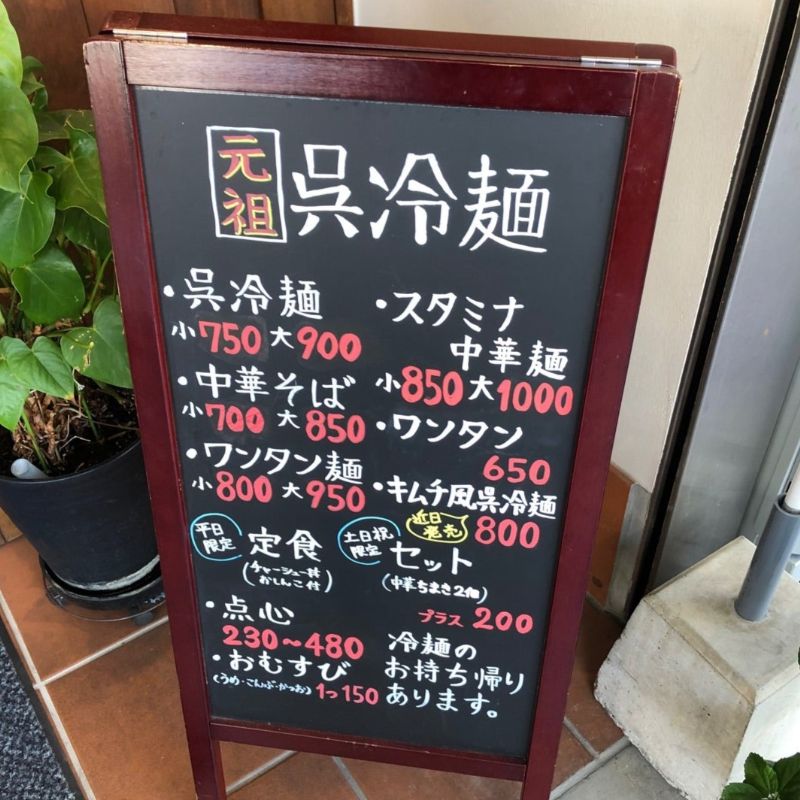 元祖 呉冷麺
・呉冷麺
小750 大900
・中華そば
小700 大850
・ワンタン麺
小800 大950
平日限定 定食
(チャーシュー丼
おしんこ付)
・点心
230〜480
・おむすび
(うめ・こんぶ・かつお) 1つ150
・スタミナ
中華麺
小850 大1000
・ワンタン
650
・キムチ風呉冷麺
近日発売 800
土日祝限定 セット
(中華ちまき2個)
プラス 200
冷麺の
お持ち帰り
あります。